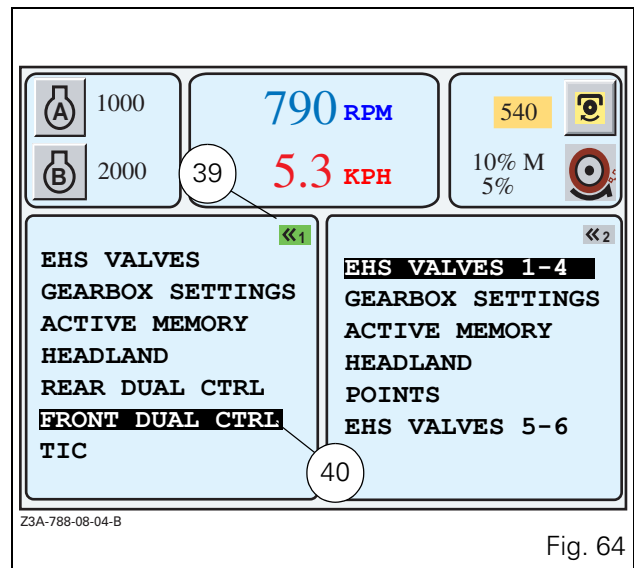 A 1000
B 2000
790 RPM
5.3 KPH
540
10% M
5%
39
«1
EHS VALVES
GEARBOX SETTINGS
ACTIVE MEMORY
HEADLAND
REAR DUAL CTRL
FRONT DUAL CTRL
TIC
40
«2
EHS VALVES 1-4
GEARBOX SETTINGS
ACTIVE MEMORY
HEADLAND
POINTS
EHS VALVES 5-6
Z3A-788-08-04-B
Fig. 64